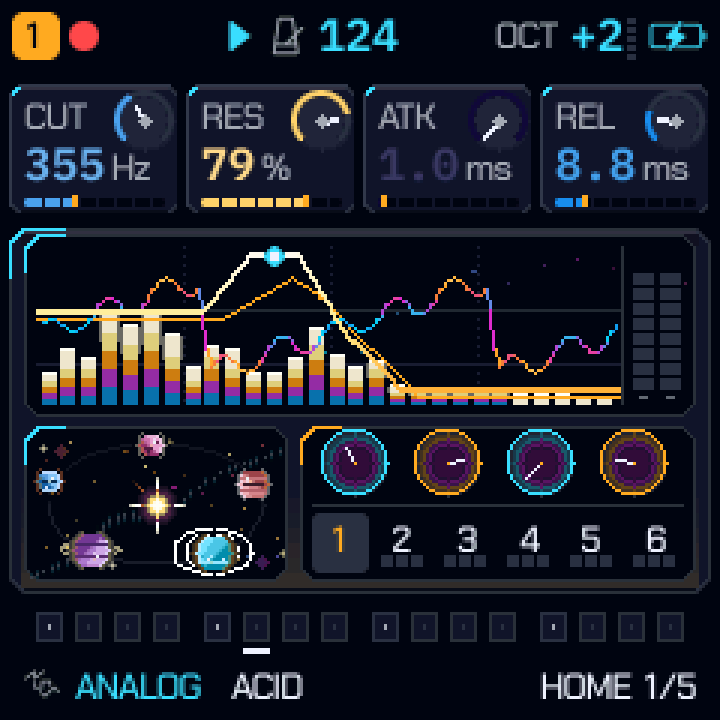 1 124 OCT +2
CUT RES ATK REL
355 Hz 79 % 1.0 ms 8.8 ms
1 2 3 4 5 6
ANALOG ACID HOME 1/5